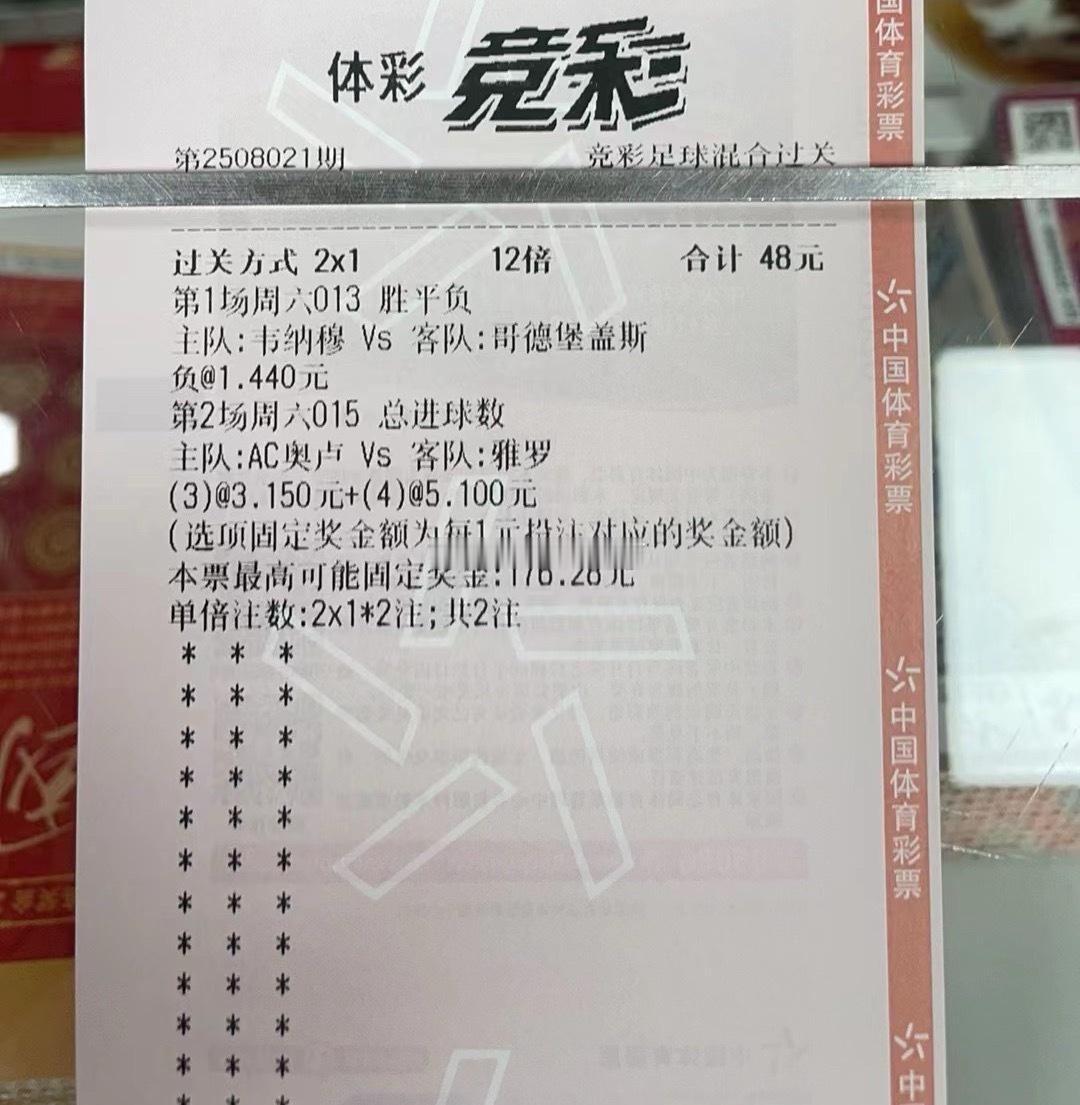 体彩 竞彩
第2508021期 竞彩足球混合过关
过关方式 2x1 12倍 合计 48元
第1场周六013 胜平负
主队:韦纳穆 Vs 客队:哥德堡盖斯
负@1.440元
第2场周六015 总进球数
主队:AC奥卢 Vs 客队:雅罗
(3)@3.150元+(4)@5.100元
(选项固定奖金额为每1元投注对应的奖金额)
本票最高可能固定奖金:176.28元
单倍注数:2x1*2注;共2注
* * *
* * *
* * *
* * *
* * *
* * *
* * *
* * *
* * *
* * *
* * *
* * *
国体育彩票
中国体育彩票
中国体育彩票
中